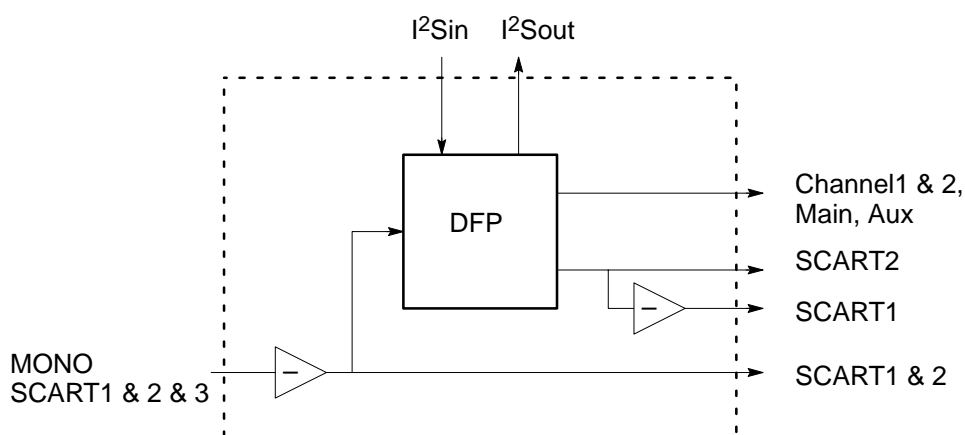 I²Sin I²Sout
Channel1 & 2,
Main, Aux
DFP
SCART2
–
SCART1
MONO
SCART1 & 2 & 3
–
SCART1 & 2